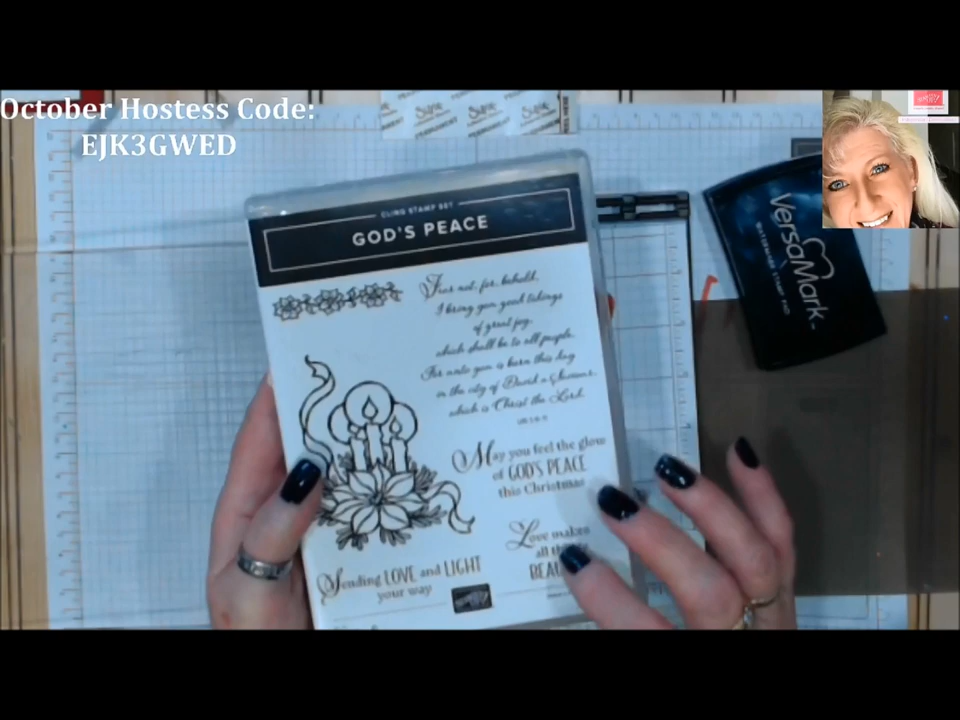 October Hostess Code:
EJK3GWED
CLING STAMP SET
GOD'S PEACE
Fear not, for, behold,
I bring you good tidings
of great joy,
which shall be to all people.
For unto you is born this day
in the city of David a Saviour,
which is Christ the Lord.
May you feel the glow
of GOD'S PEACE
this Christmas
Love makes
all
Sending LOVE and LIGHT
your way
VersaMark
WATERMARK STAMP PAD